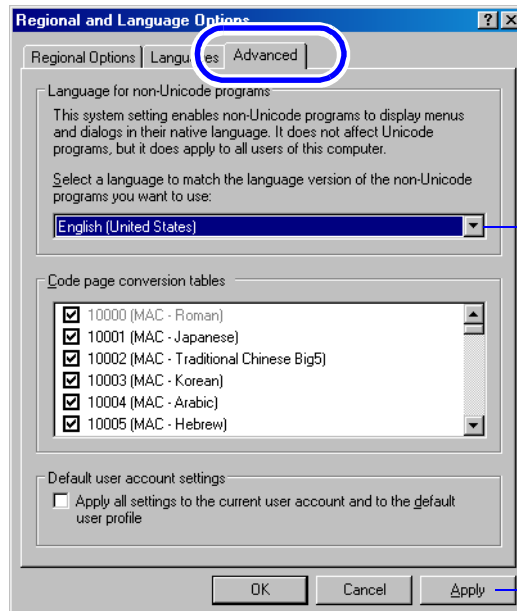 Regional and Language Options
Regional Options
Languages
Advanced
Language for non-Unicode programs
This system setting enables non-Unicode programs to display menus
and dialogs in their native language. It does not affect Unicode
programs, but it does apply to all users of this computer.
Select a language to match the language version of the non-Unicode
programs you want to use:
English (United States)
Code page conversion tables
10000 (MAC - Roman)
10001 (MAC - Japanese)
10002 (MAC - Traditional Chinese Big5)
10003 (MAC - Korean)
10004 (MAC - Arabic)
10005 (MAC - Hebrew)
Default user account settings
Apply all settings to the current user account and to the default
user profile
OK
Cancel
Apply